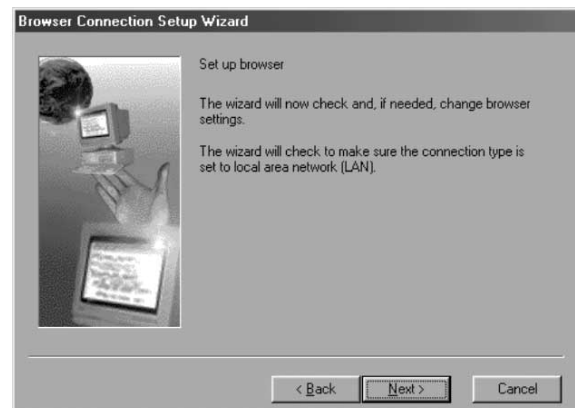 Browser Connection Setup Wizard
Set up browser
The wizard will now check and, if needed, change browser
settings.
The wizard will check to make sure the connection type is
set to local area network (LAN).
< Back
Next >
Cancel